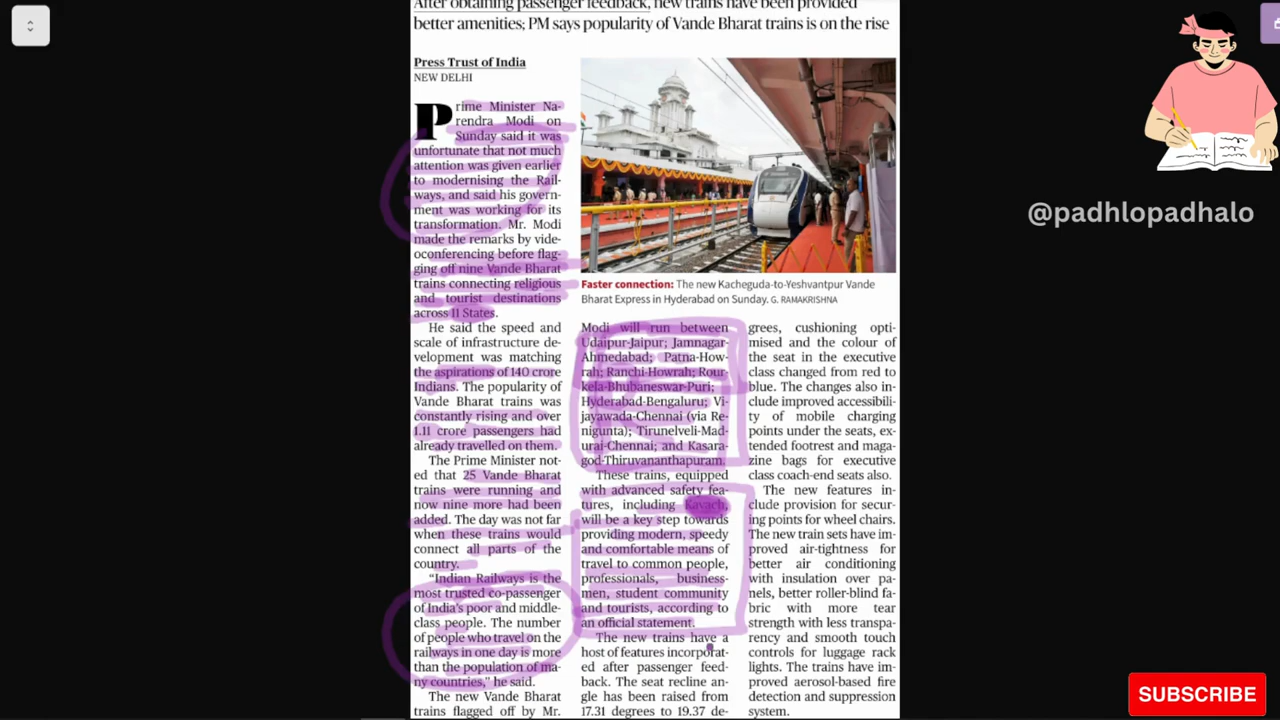 After obtaining passenger feedback, new trains have been provided
better amenities; PM says popularity of Vande Bharat trains is on the rise
Press Trust of India
NEW DELHI
Prime Minister Na-
rendra Modi on
Sunday said it was
unfortunate that not much
attention was given earlier
to modernising the Rail-
ways, and said his govern-
ment was working for its
transformation. Mr. Modi
made the remarks by vide-
oconferencing before flag-
ging off nine Vande Bharat
trains connecting religious
and tourist destinations
across 11 States.
He said the speed and
scale of infrastructure de-
velopment was matching
the aspirations of 140 crore
Indians. The popularity of
Vande Bharat trains was
constantly rising and over
1.11 crore passengers had
already travelled on them.
The Prime Minister not-
ed that 25 Vande Bharat
trains were running and
now nine more had been
added. The day was not far
when these trains would
connect all parts of the
country.
“Indian Railways is the
most trusted co-passenger
of India’s poor and middle-
class people. The number
of people who travel on the
railways in one day is more
than the population of ma-
ny countries,” he said.
The new Vande Bharat
trains flagged off by Mr.
Faster connection: The new Kacheguda-to-Yeshvantpur Vande
Bharat Express in Hyderabad on Sunday. G. RAMAKRISHNA
Modi will run between
Udaipur-Jaipur; Jamnagar-
Ahmedabad; Patna-How-
rah; Ranchi-Howrah; Rour-
kela-Bhubaneswar-Puri;
Hyderabad-Bengaluru; Vi-
jayawada-Chennai (via Re-
nigunta); Tirunelveli-Mad-
urai-Chennai; and Kasara-
god-Thiruvananthapuram.
These trains, equipped
with advanced safety fea-
tures, including Kavach,
will be a key step towards
providing modern, speedy
and comfortable means of
travel to common people,
professionals, business-
men, student community
and tourists, according to
an official statement.
The new trains have a
host of features incorporat-
ed after passenger feed-
back. The seat recline an-
gle has been raised from
17.31 degrees to 19.37 de-
grees, cushioning opti-
mised and the colour of
the seat in the executive
class changed from red to
blue. The changes also in-
clude improved accessibili-
ty of mobile charging
points under the seats, ex-
tended footrest and maga-
zine bags for executive
class coach-end seats also.
The new features in-
clude provision for secur-
ing points for wheel chairs.
The new train sets have im-
proved air-tightness for
better air conditioning
with insulation over pa-
nels, better roller-blind fa-
bric with more tear
strength with less transpa-
rency and smooth touch
controls for luggage rack
lights. The trains have im-
proved aerosol-based fire
detection and suppression
system.
@padhlopadhalo
SUBSCRIBE